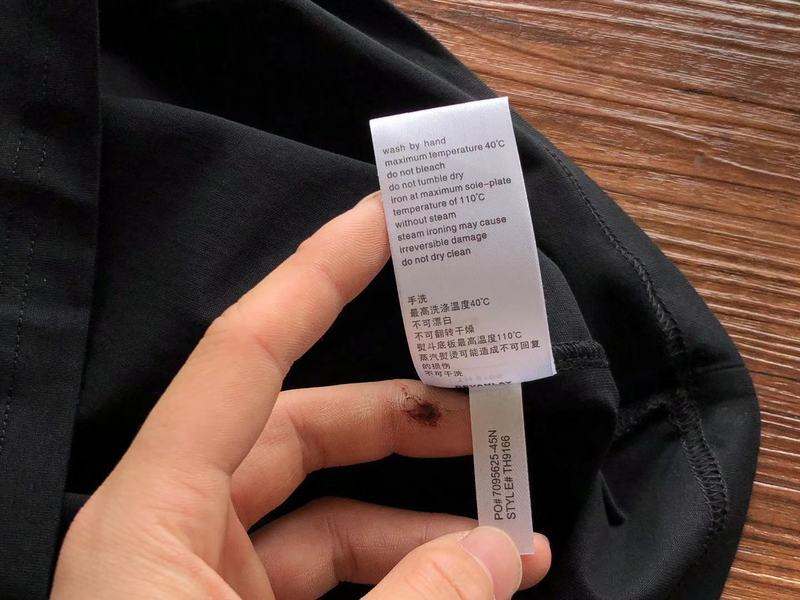 wash by hand
maximum temperature 40℃
do not bleach
do not tumble dry
iron at maximum sole-plate
temperature of 110℃
without steam
steam ironing may cause
irreversible damage
do not dry clean
手洗
最高洗涤温度40℃
不可漂白
不可翻转干燥
熨斗底板最高温度110℃
蒸汽熨烫可能造成不可回复
的损伤
不可干洗
PO#7095625-45N
STYLE# TH9166